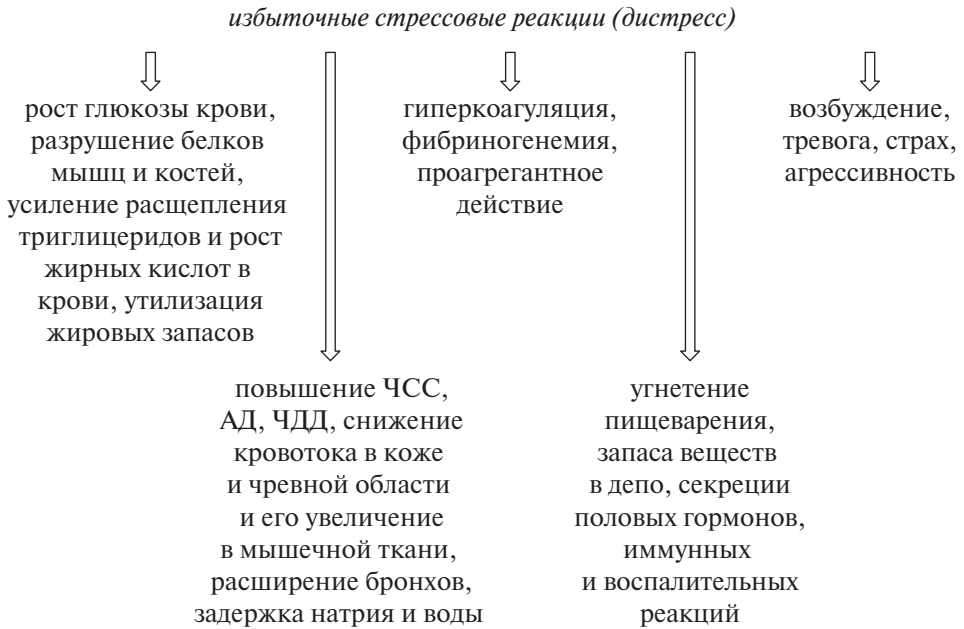 избыточные стрессовые реакции (дистресс)
рост глюкозы крови,
разрушение белков
мышц и костей,
усиление расщепления
триглицеридов и рост
жирных кислот в
крови, утилизация
жировых запасов
повышение ЧСС,
АД, ЧДД, снижение
кровотока в коже
и чревной области
и его увеличение
в мышечной ткани,
расширение бронхов,
задержка натрия и воды
гиперкоагуляция,
фибриногенемия,
проагрегантное
действие
угнетение
пищеварения,
запаса веществ
в депо, секреции
половых гормонов,
иммунных
и воспалительных
реакций
возбуждение,
тревога, страх,
агрессивность